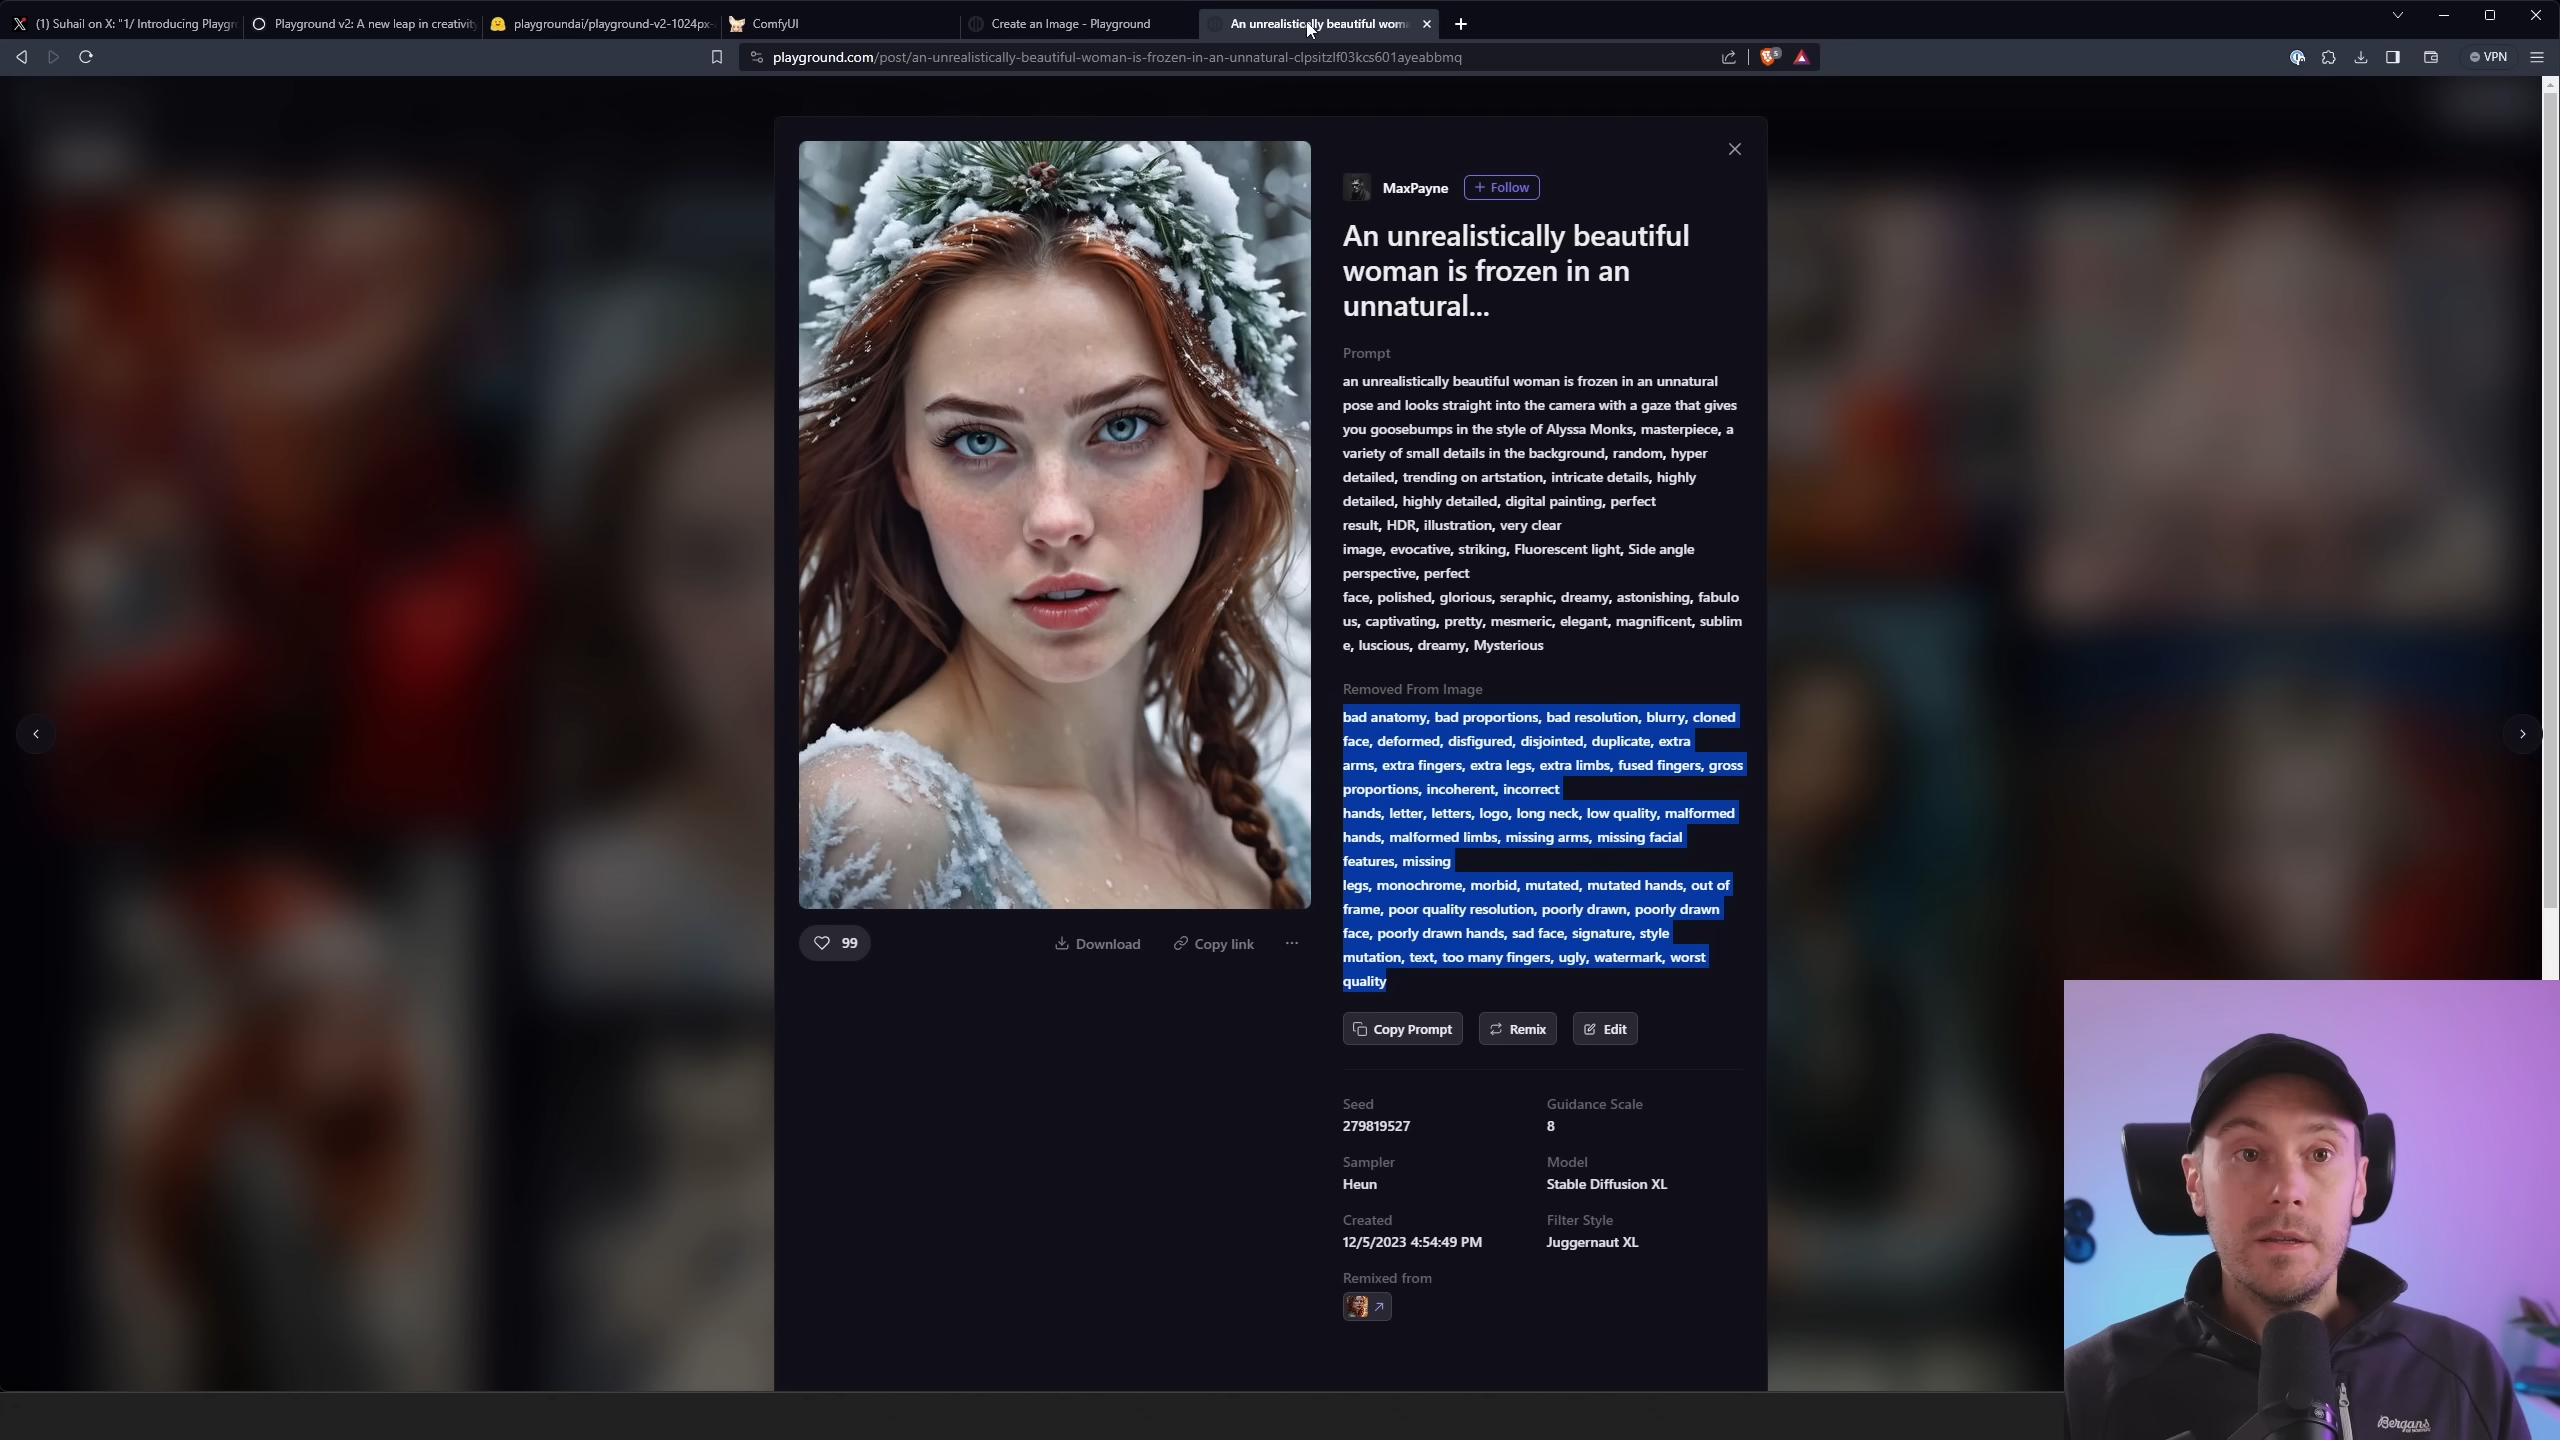 (1) Suhail on X: "1/ Introducing Playgr
Playground v2: A new leap in creativity
playgroundai/playground-v2-1024px-
ComfyUI
Create an Image - Playground
An unrealistically beautiful wom
playground.com/post/an-unrealistically-beautiful-woman-is-frozen-in-an-unnatural-clpsitzlf03kcs601ayeabbmq
5
VPN
MaxPayne
+ Follow
An unrealistically beautiful
woman is frozen in an
unnatural...
Prompt
an unrealistically beautiful woman is frozen in an unnatural
pose and looks straight into the camera with a gaze that gives
you goosebumps in the style of Alyssa Monks, masterpiece, a
variety of small details in the background, random, hyper
detailed, trending on artstation, intricate details, highly
detailed, highly detailed, digital painting, perfect
result, HDR, illustration, very clear
image, evocative, striking, Fluorescent light, Side angle
perspective, perfect
face, polished, glorious, seraphic, dreamy, astonishing, fabulo
us, captivating, pretty, mesmeric, elegant, magnificent, sublim
e, luscious, dreamy, Mysterious
Removed From Image
bad anatomy, bad proportions, bad resolution, blurry, cloned
face, deformed, disfigured, disjointed, duplicate, extra
arms, extra fingers, extra legs, extra limbs, fused fingers, gross
proportions, incoherent, incorrect
hands, letter, letters, logo, long neck, low quality, malformed
hands, malformed limbs, missing arms, missing facial
features, missing
legs, monochrome, morbid, mutated, mutated hands, out of
frame, poor quality resolution, poorly drawn, poorly drawn
face, poorly drawn hands, sad face, signature, style
mutation, text, too many fingers, ugly, watermark, worst
quality
99
Download
Copy link
Copy Prompt
Remix
Edit
Seed
279819527
Guidance Scale
8
Sampler
Heun
Model
Stable Diffusion XL
Created
12/5/2023 4:54:49 PM
Filter Style
Juggernaut XL
Remixed from
Bergans